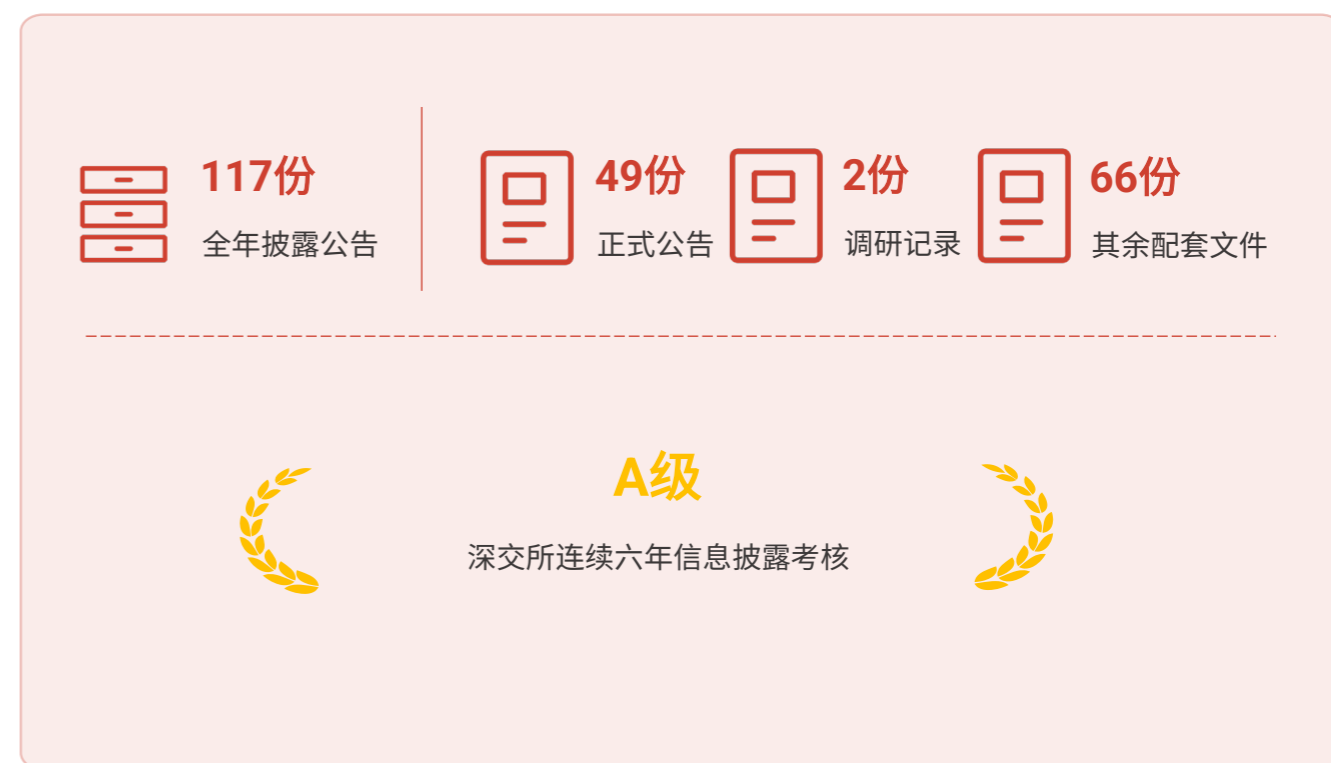 117份
全年披露公告
49份
正式公告
2份
调研记录
66份
其余配套文件
A级
深交所连续六年信息披露考核